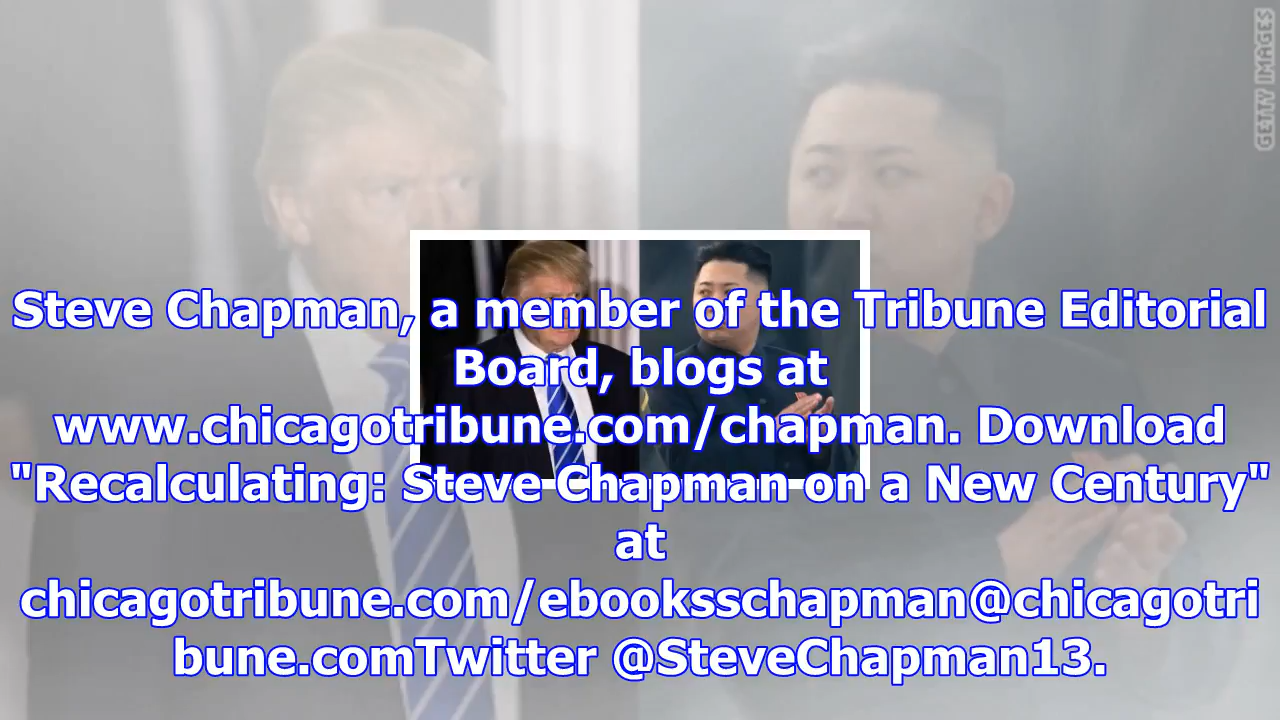 GETTY IMAGES
Steve Chapman, a member of the Tribune Editorial
Board, blogs at
www.chicagotribune.com/chapman. Download
"Recalculating: Steve Chapman on a New Century"
at
chicagotribune.com/ebooksschapman@chicagotri
bune.comTwitter @SteveChapman13.